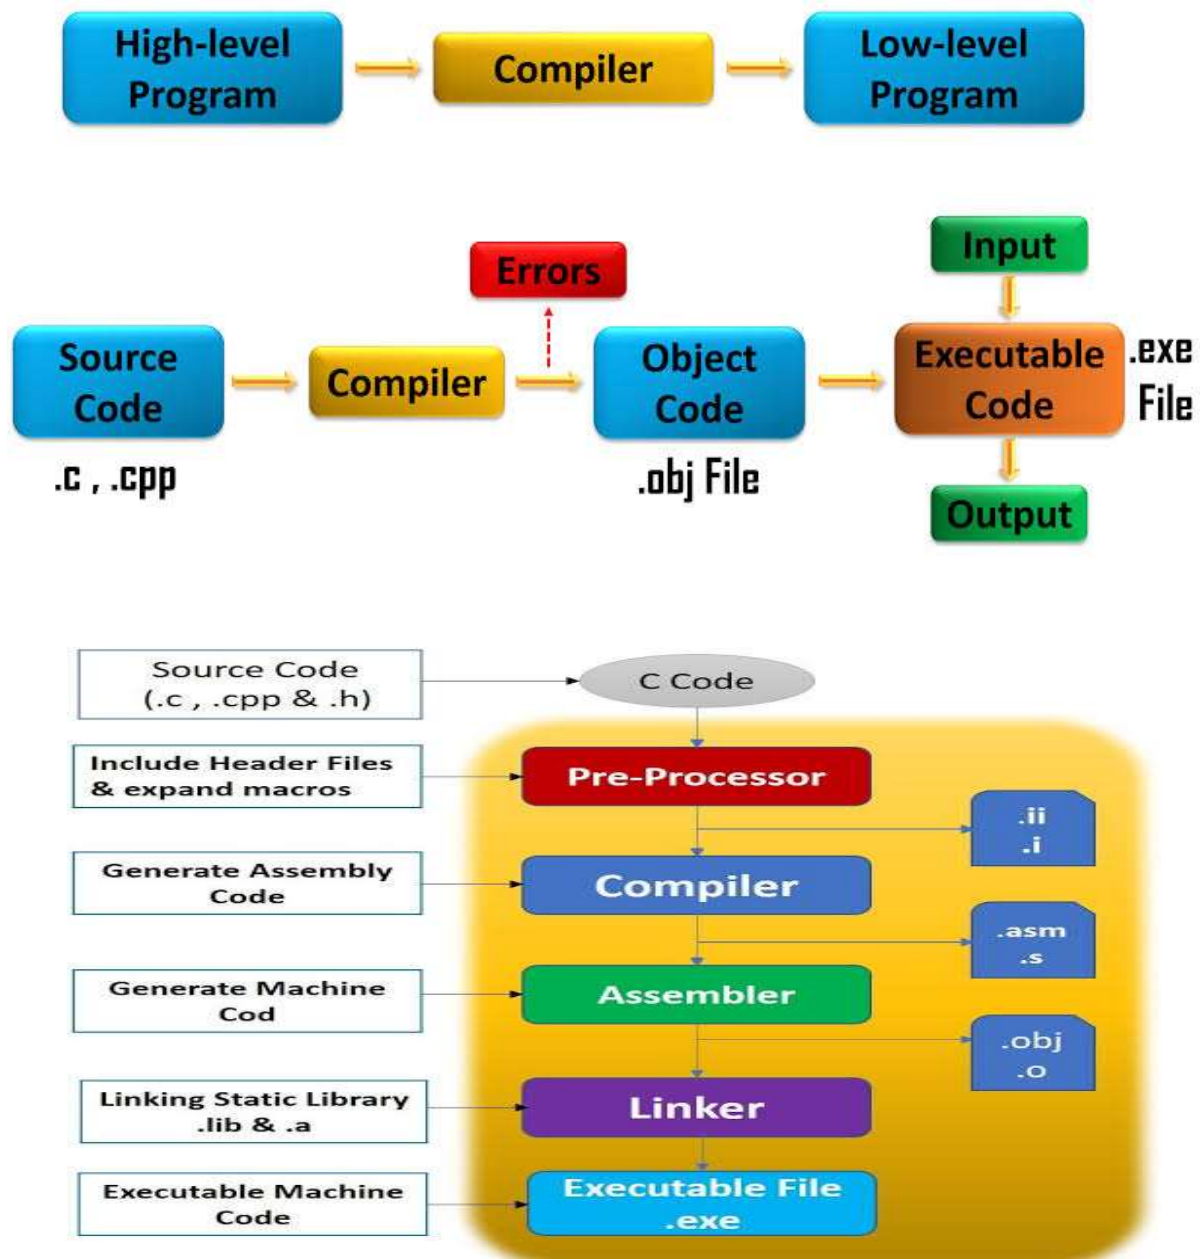 High-level
Program
Compiler
Low-level
Program
Errors
Input
Source
Code
Compiler
Object
Code
Executable
Code
.exe
File
.c , .cpp
.obj File
Output
Source Code
(.c , .cpp & .h)
C Code
Include Header Files
& expand macros
Pre-Processor
.ii
.i
Generate Assembly
Code
Compiler
.asm
.s
Generate Machine
Cod
Assembler
.obj
.o
Linking Static Library
.lib & .a
Linker
Executable Machine
Code
Executable File
.exe